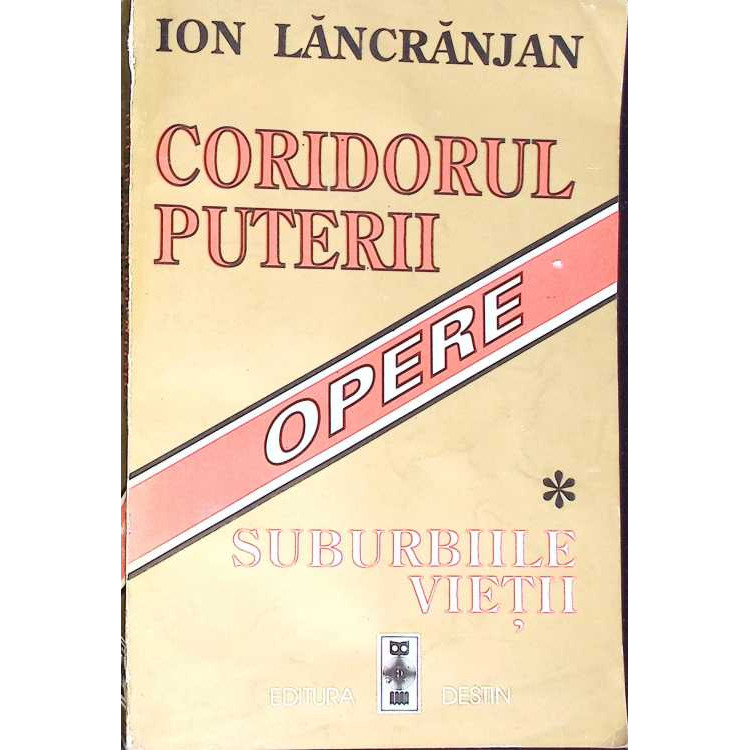 ION LĂNCRĂNJAN
CORIDORUL
PUTERII
OPERE
*
SUBURBIILE
VIEȚII
EDITURA DESTIN